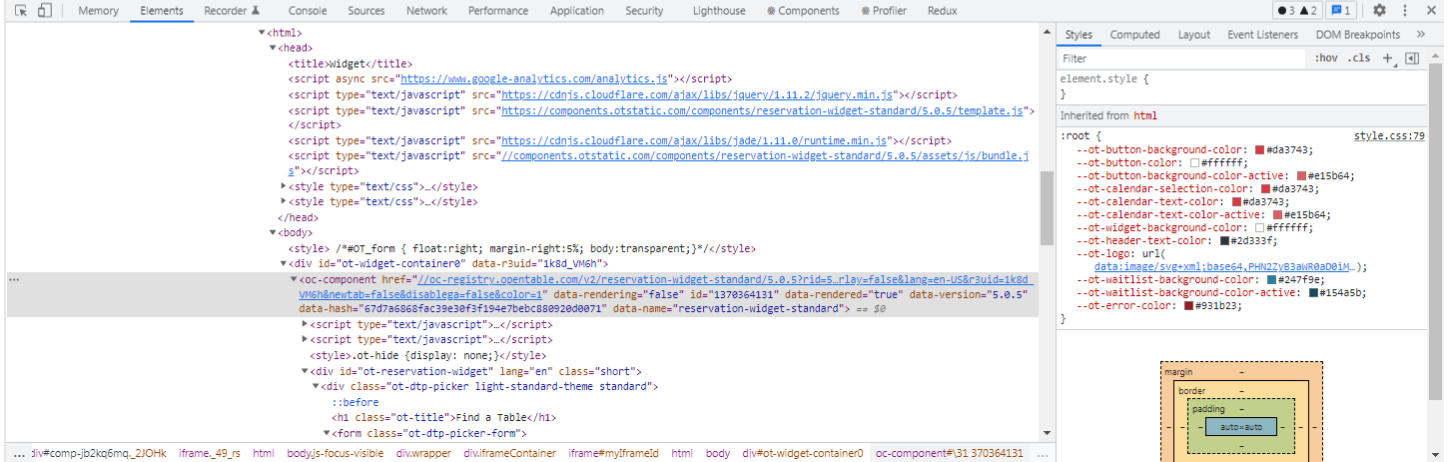 Memory Elements Recorder Console Sources Network Performance Application Security Lighthouse Components Profiler Redux 3 2 1
<html>
<head>
<title>Widget</title>
<script async src="https://www.google-analytics.com/analytics.js"></script>
<script type="text/javascript" src="https://cdnjs.cloudflare.com/ajax/libs/jquery/1.11.2/jquery.min.js"></script>
<script type="text/javascript" src="https://components.otstatic.com/components/reservation-widget-standard/5.0.5/template.js">
</script>
<script type="text/javascript" src="https://cdnjs.cloudflare.com/ajax/libs/jade/1.11.0/runtime.min.js"></script>
<script type="text/javascript" src="//components.otstatic.com/components/reservation-widget-standard/5.0.5/assets/js/bundle.j
s"></script>
<style type="text/css">…</style>
<style type="text/css">…</style>
</head>
<body>
<style> /*#OT_form { float:right; margin-right:5%; body:transparent;}*/</style>
<div id="ot-widget-container0" data-r3uid="1k8d_VM6h">
… <oc-component href="//oc-registry.opentable.com/v2/reservation-widget-standard/5.0.5?rid=5…rlay=false&lang=en-US&r3uid=1k8d_
VM6h&newtab=false&disablega=false&color=1" data-rendering="false" id="1370364131" data-rendered="true" data-version="5.0.5"
data-hash="67d7a6868fac39e30f3f194e7bebc880920d0071" data-name="reservation-widget-standard"> == $0
<script type="text/javascript">…</script>
<script type="text/javascript">…</script>
<style>.ot-hide {display: none;}</style>
<div id="ot-reservation-widget" lang="en" class="short">
<div class="ot-dtp-picker light-standard-theme standard">
::before
<h1 class="ot-title">Find a Table</h1>
<form class="ot-dtp-picker-form">
… div#comp-jb2kq6mq._2JOHk iframe._49_rs html body.js-focus-visible div.wrapper div.iframeContainer iframe#myIframeId html body div#ot-widget-container0 oc-component#\31 370364131 …
Styles Computed Layout Event Listeners DOM Breakpoints »
Filter :hov .cls +
element.style {
}
Inherited from html
:root { style.css:79
--ot-button-background-color: #da3743;
--ot-button-color: #ffffff;
--ot-button-background-color-active: #e15b64;
--ot-calendar-selection-color: #da3743;
--ot-calendar-text-color: #da3743;
--ot-calendar-text-color-active: #e15b64;
--ot-widget-background-color: #ffffff;
--ot-header-text-color: #2d333f;
--ot-logo: url(
data:image/svg+xml;base64,PHN2ZyB3aWR0aD0iM…);
--ot-waitlist-background-color: #247f9e;
--ot-waitlist-background-color-active: #154a5b;
--ot-error-color: #931b23;
}
margin -
border -
padding -
- - - auto×auto - - -
-